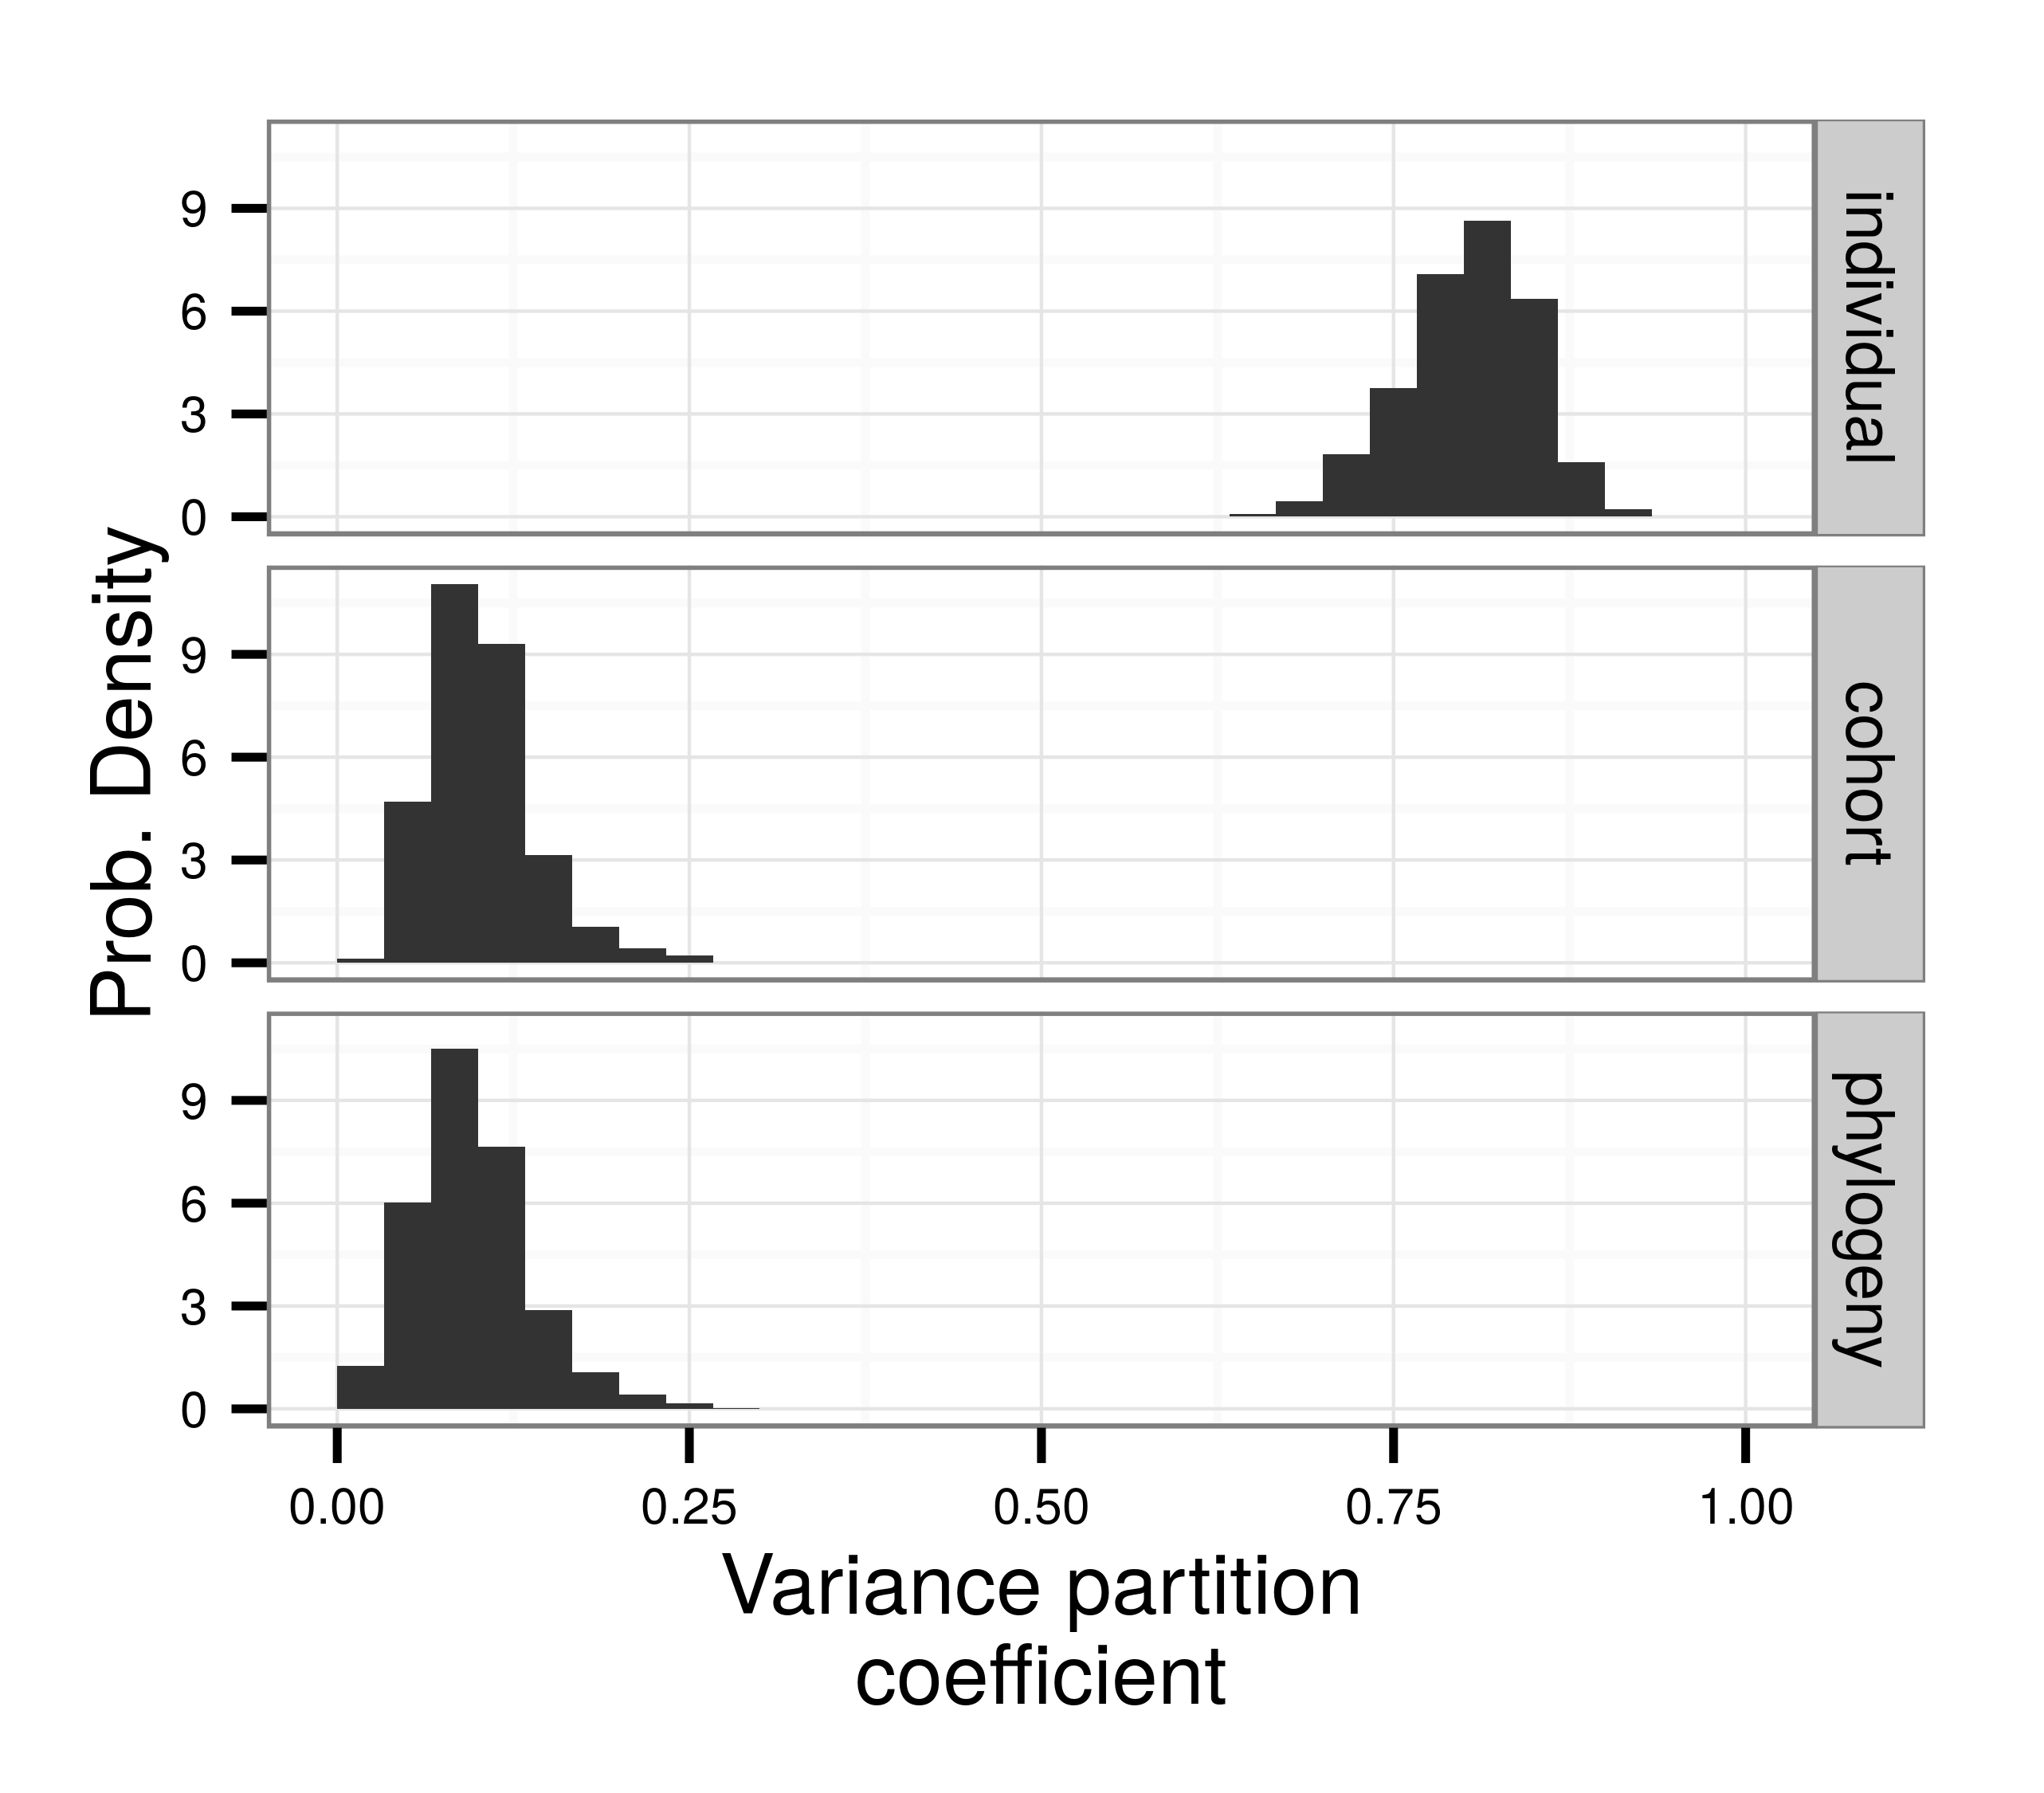 Prob. Density
9
6
3
0
individual
9
6
3
0
cohort
9
6
3
0
phylogeny
0.00 0.25 0.50 0.75 1.00
Variance partition
coefficient